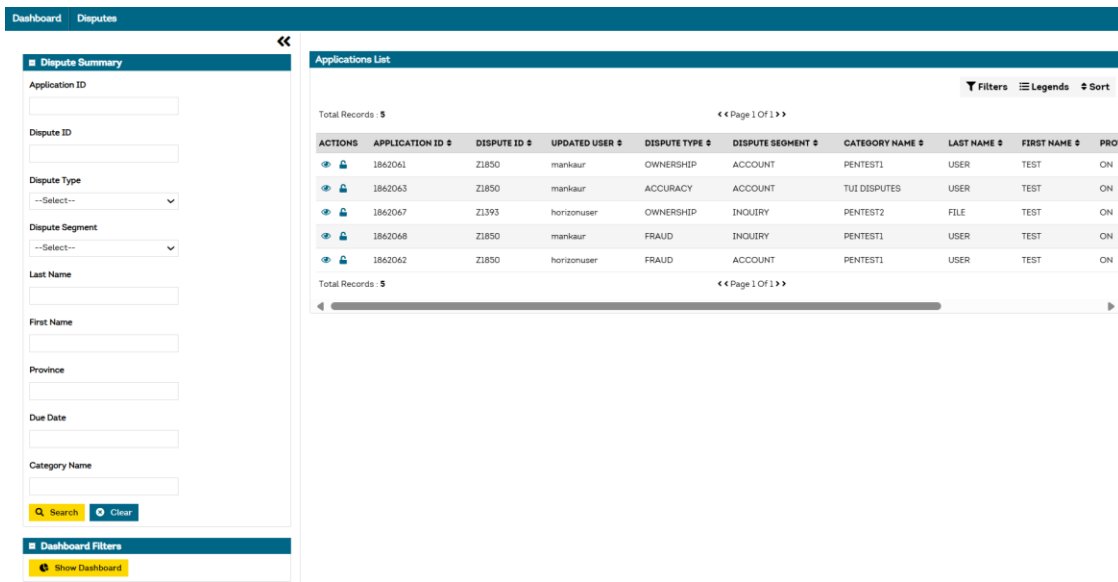 Dashboard Disputes
Dispute Summary
Application ID
Dispute ID
Dispute Type
--Select--
Dispute Segment
--Select--
Last Name
First Name
Province
Due Date
Category Name
Search Clear
Dashboard Filters
Show Dashboard
Applications List
Filters Legends Sort
Total Records : 5 Page 1 Of 1
ACTIONS APPLICATION ID DISPUTE ID UPDATED USER DISPUTE TYPE DISPUTE SEGMENT CATEGORY NAME LAST NAME FIRST NAME PRO
1862061 Z1850 mankaur OWNERSHIP ACCOUNT PENTEST1 USER TEST ON
1862063 Z1850 mankaur ACCURACY ACCOUNT TUI DISPUTES USER TEST ON
1862067 Z1393 horizonuser OWNERSHIP INQUIRY PENTEST2 FILE TEST ON
1862068 Z1850 mankaur FRAUD INQUIRY PENTEST1 USER TEST ON
1862062 Z1850 horizonuser FRAUD ACCOUNT PENTEST1 USER TEST ON
Total Records : 5 Page 1 Of 1